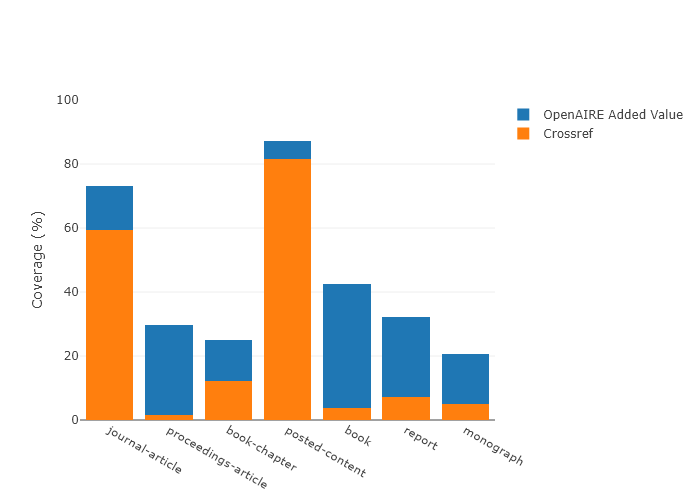 100
80
60
40
20
0
Coverage (%)
journal-article
proceedings-article
book-chapter
posted-content
book
report
monograph
OpenAIRE Added Value
Crossref